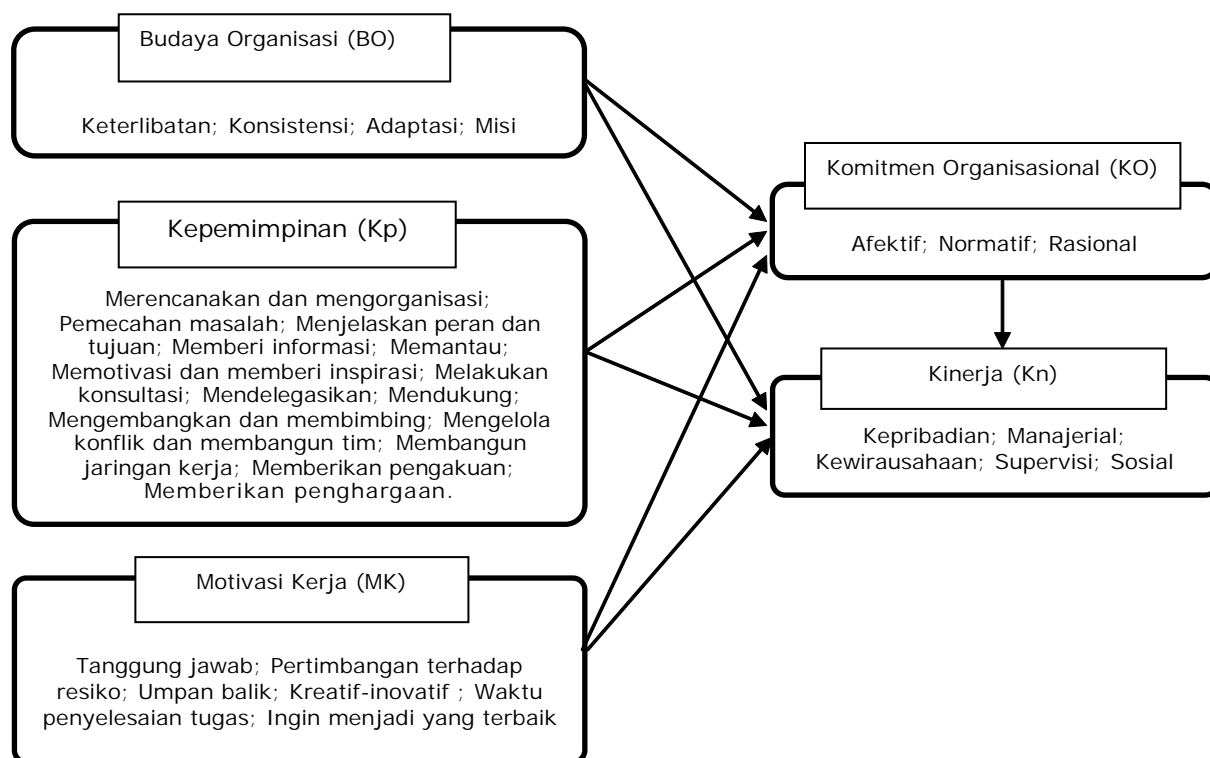 Budaya Organisasi (BO)
Keterlibatan; Konsistensi; Adaptasi; Misi
Kepemimpinan (Kp)
Merencanakan dan mengorganisasi;
Pemecahan masalah; Menjelaskan peran dan
tujuan; Memberi informasi; Memantau;
Memotivasi dan memberi inspirasi; Melakukan
konsultasi; Mendelegasikan; Mendukung;
Mengembangkan dan membimbing; Mengelola
konflik dan membangun tim; Membangun
jaringan kerja; Memberikan pengakuan;
Memberikan penghargaan.
Motivasi Kerja (MK)
Tanggung jawab; Pertimbangan terhadap
resiko; Umpan balik; Kreatif-inovatif ; Waktu
penyelesaian tugas; Ingin menjadi yang terbaik
Komitmen Organisasional (KO)
Afektif; Normatif; Rasional
Kinerja (Kn)
Kepribadian; Manajerial;
Kewirausahaan; Supervisi; Sosial